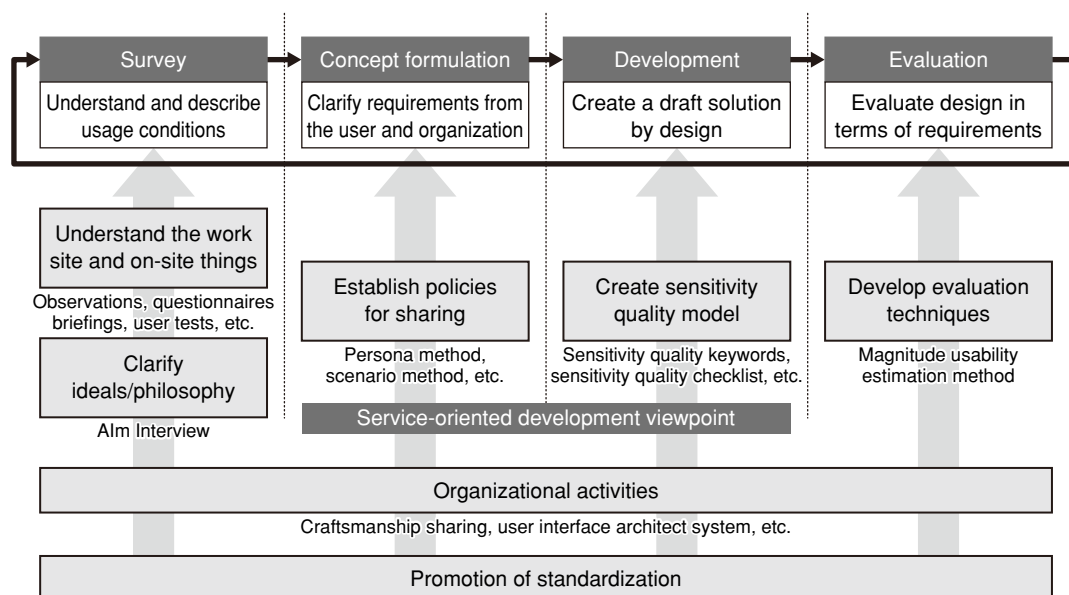 Survey
Understand and describe
usage conditions
Concept formulation
Clarify requirements from
the user and organization
Development
Create a draft solution
by design
Evaluation
Evaluate design in
terms of requirements
Understand the work
site and on-site things
Observations, questionnaires
briefings, user tests, etc.
Clarify
ideals/philosophy
AIm Interview
Establish policies
for sharing
Persona method,
scenario method, etc.
Create sensitivity
quality model
Sensitivity quality keywords,
sensitivity quality checklist, etc.
Develop evaluation
techniques
Magnitude usability
estimation method
Service-oriented development viewpoint
Organizational activities
Craftsmanship sharing, user interface architect system, etc.
Promotion of standardization